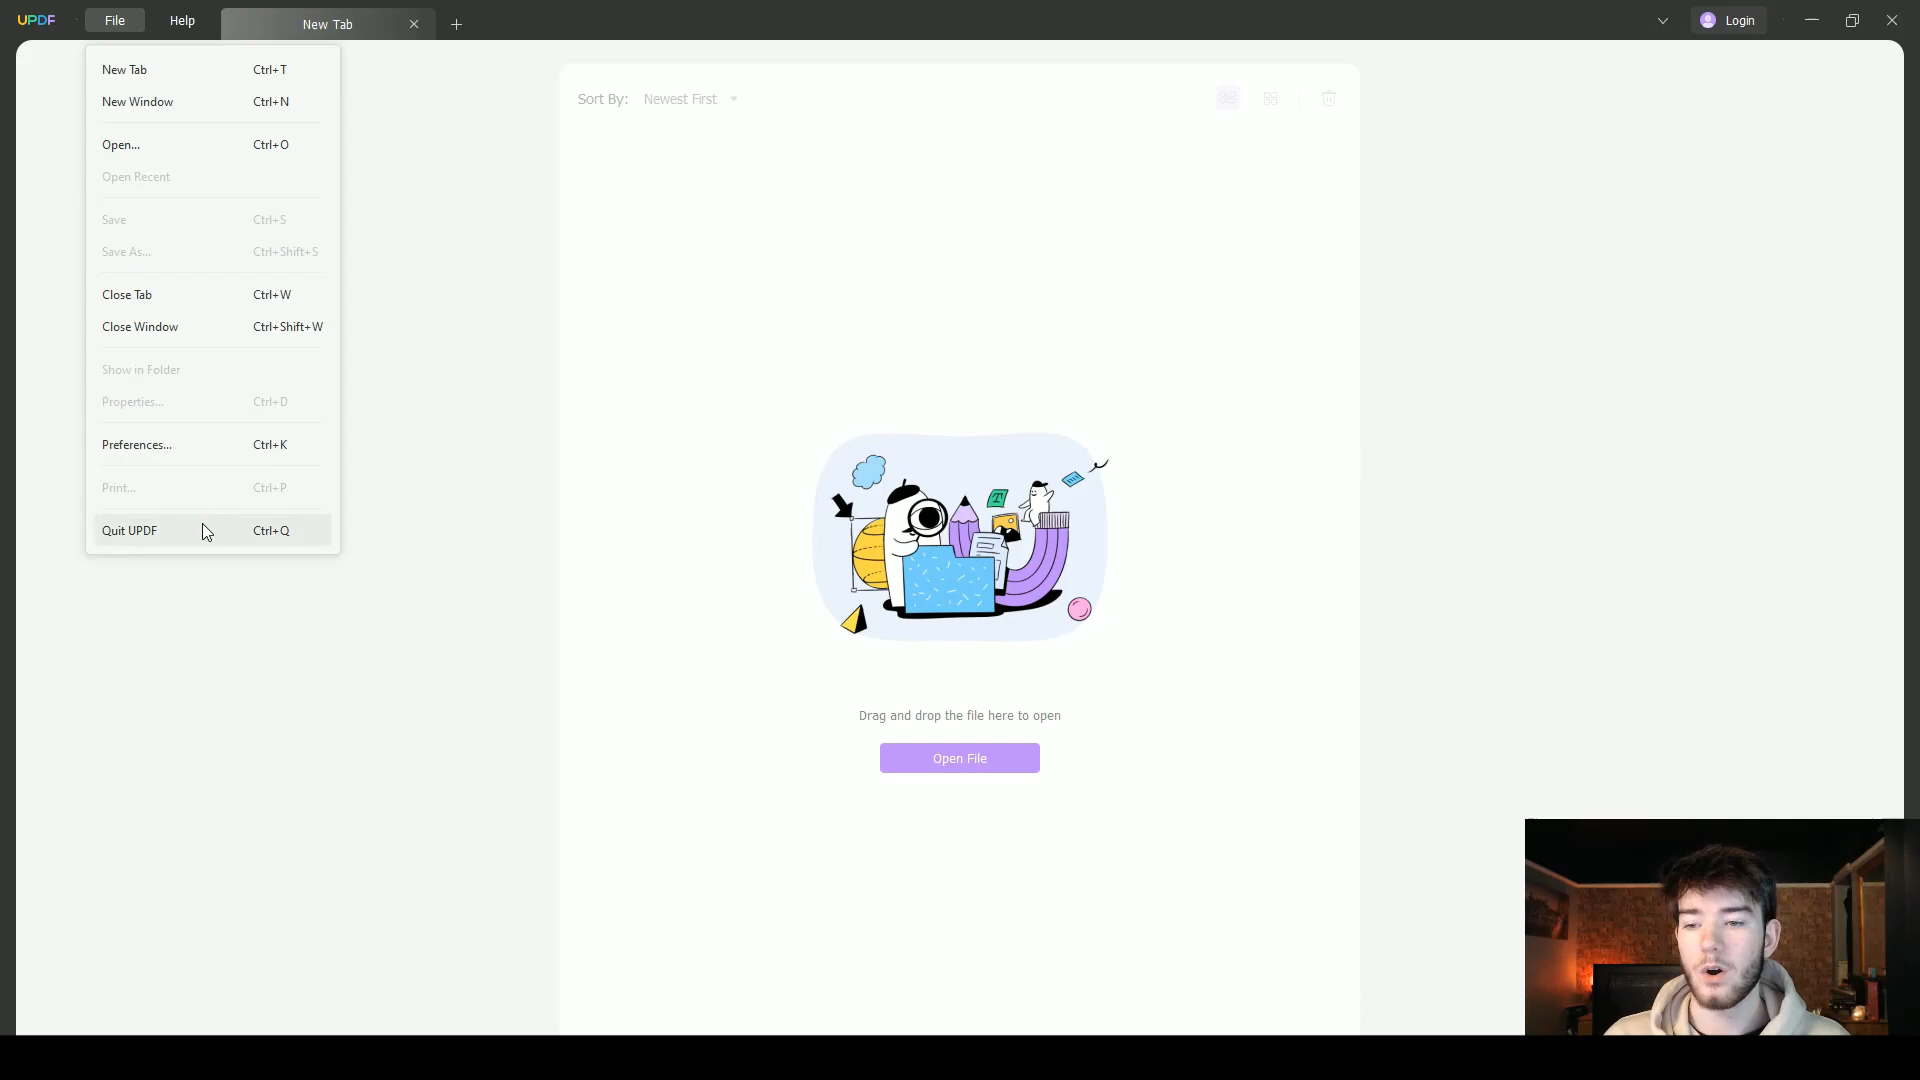 UPDF File Help New Tab Login
New Tab Ctrl+T
New Window Ctrl+N
Open... Ctrl+O
Open Recent
Save Ctrl+S
Save As... Ctrl+Shift+S
Close Tab Ctrl+W
Close Window Ctrl+Shift+W
Show in Folder
Properties... Ctrl+D
Preferences... Ctrl+K
Print... Ctrl+P
Quit UPDF Ctrl+Q
Sort By: Newest First
T
Drag and drop the file here to open
Open File